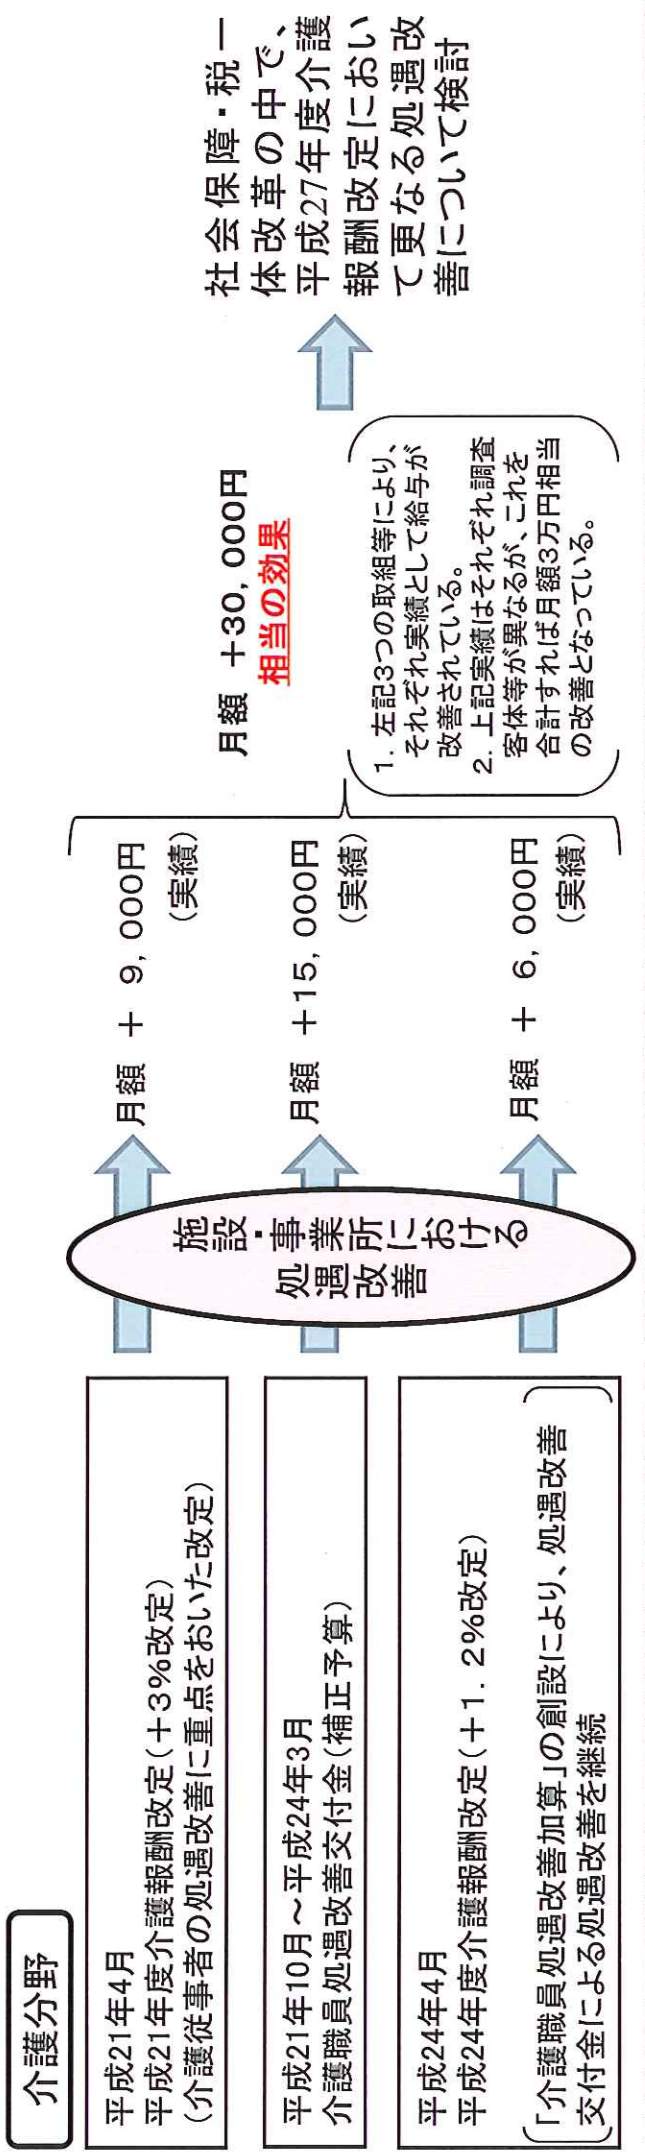 介護分野
平成21年4月
平成21年度介護報酬改定(+3%改定)
(介護従事者の処遇改善に重点をおいた改定)
平成21年10月～平成24年3月
介護職員処遇改善交付金(補正予算)
平成24年4月
平成24年度介護報酬改定(+1.2%改定)
「介護職員処遇改善加算」の創設により、処遇改善
交付金による処遇改善を継続
施設・事業所における
処遇改善
月額 + 9,000円
(実績)
月額 +15,000円
(実績)
月額 + 6,000円
(実績)
月額 +30,000円
相当の効果
1. 左記3つの取組等により、
それぞれ実績として給与が
改善されている。
2. 上記実績はそれぞれ調査
客体等が異なるが、これを
合計すれば月額3万円相当
の改善となっている。
社会保障・税一
体改革の中で、
平成27年度介護
報酬改定におい
て更なる処遇改
善について検討